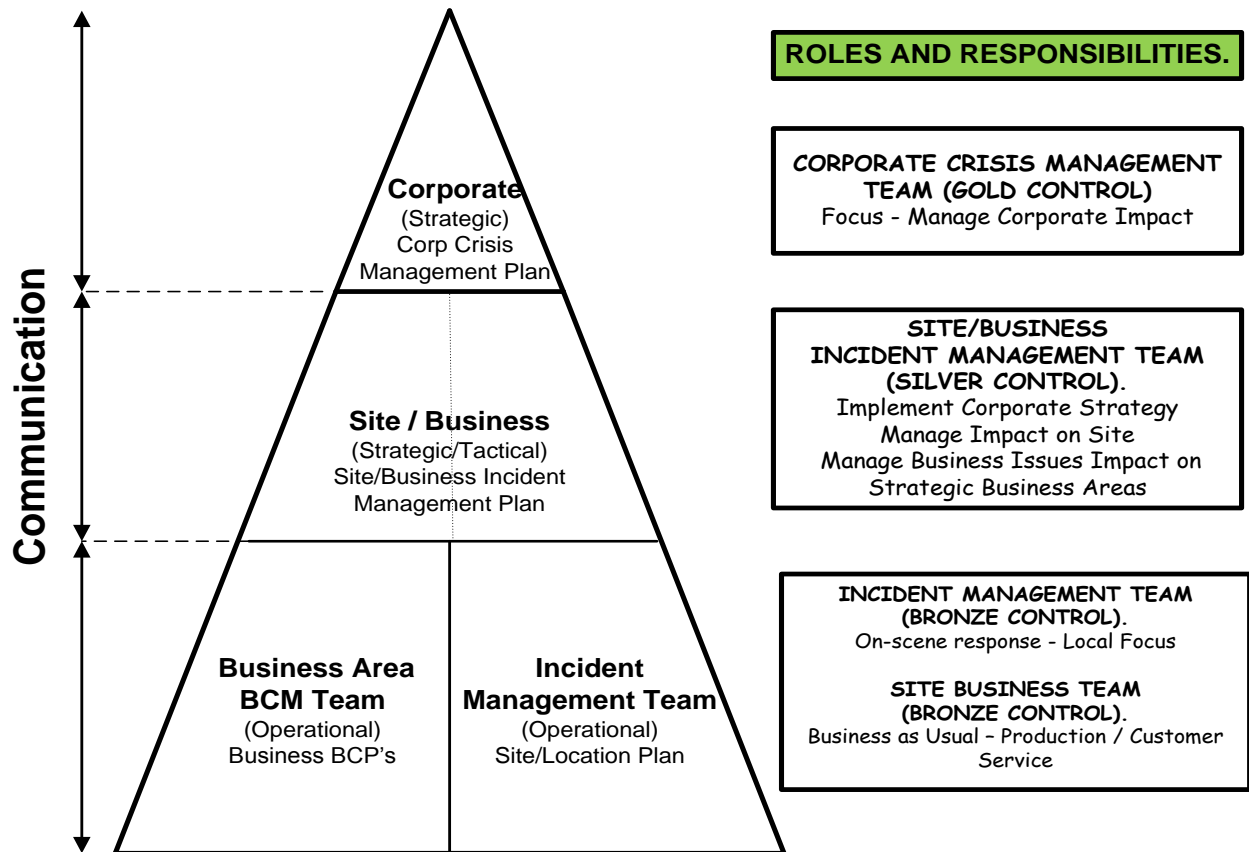 Communication
Corporate
(Strategic)
Corp Crisis
Management Plan
Site / Business
(Strategic/Tactical)
Site/Business Incident
Management Plan
Business Area
BCM Team
(Operational)
Business BCP's
Incident
Management Team
(Operational)
Site/Location Plan
ROLES AND RESPONSIBILITIES.
CORPORATE CRISIS MANAGEMENT
TEAM (GOLD CONTROL)
Focus - Manage Corporate Impact
SITE/BUSINESS
INCIDENT MANAGEMENT TEAM
(SILVER CONTROL).
Implement Corporate Strategy
Manage Impact on Site
Manage Business Issues Impact on
Strategic Business Areas
INCIDENT MANAGEMENT TEAM
(BRONZE CONTROL).
On-scene response - Local Focus
SITE BUSINESS TEAM
(BRONZE CONTROL).
Business as Usual – Production / Customer
Service